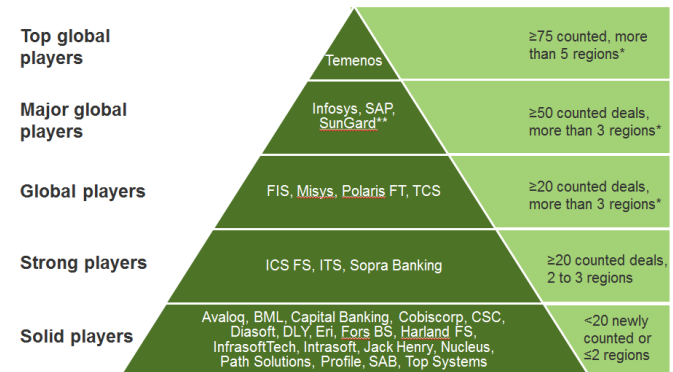 Top global
players
Temenos
≥75 counted, more
than 5 regions*
Major global
players
Infosys, SAP,
SunGard**
≥50 counted deals,
more than 3 regions*
Global players
FIS, Misys, Polaris FT, TCS
≥20 counted deals,
more than 3 regions*
Strong players
ICS FS, ITS, Sopra Banking
≥20 counted deals,
2 to 3 regions
Solid players
Avaloq, BML, Capital Banking, Cobiscorp, CSC,
Diasoft, DLY, Eri, Fors BS, Harland FS,
InfrasoftTech, Intrasoft, Jack Henry, Nucleus,
Path Solutions, Profile, SAB, Top Systems
<20 newly
counted or
≤2 regions